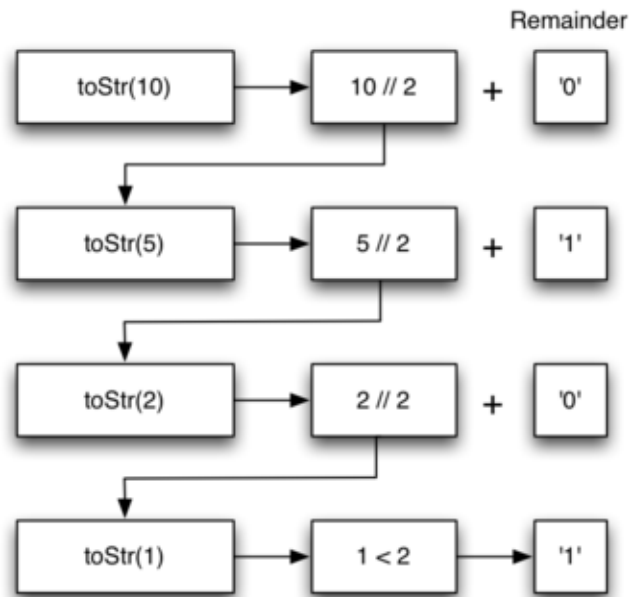 Remainder
toStr(10) 10 // 2 + '0'
toStr(5) 5 // 2 + '1'
toStr(2) 2 // 2 + '0'
toStr(1) 1 < 2 '1'